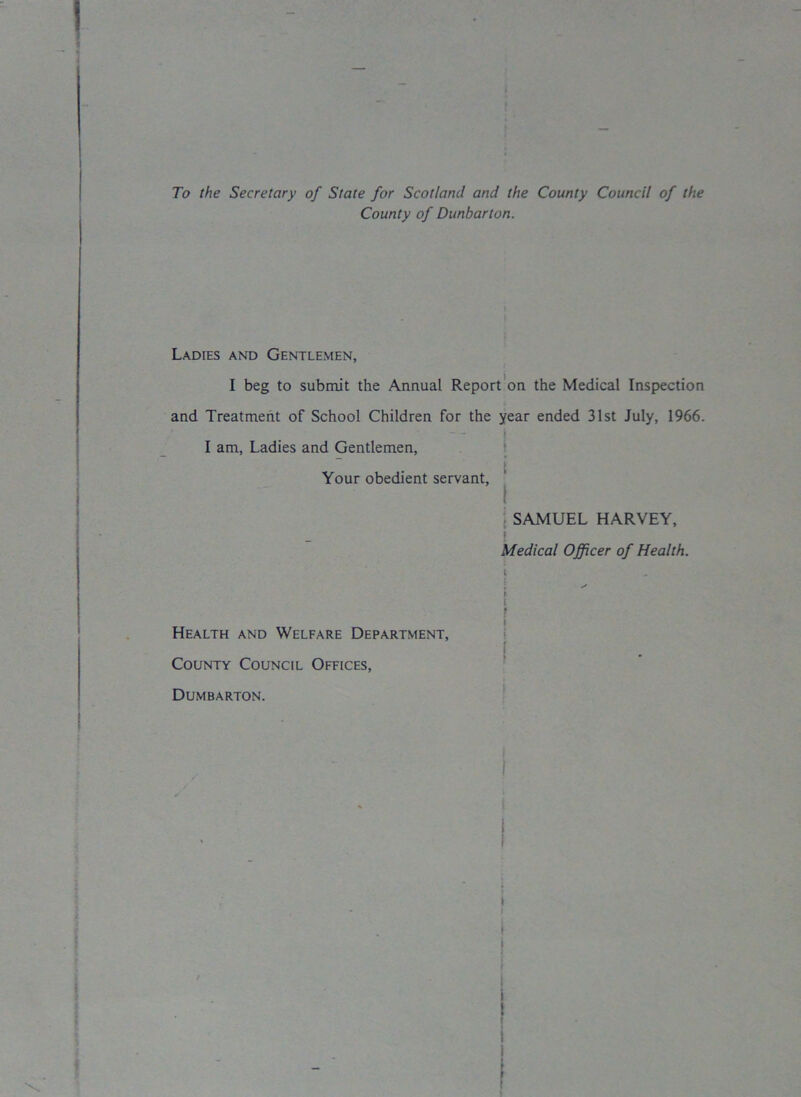 To the Secretary of State for Scotland and the County Council of the
County of Dunbarton.
Ladies and Gentlemen,
I beg to submit the Annual Report on the Medical Inspection
and Treatment of School Children for the year ended 31st July, 1966.
I am, Ladies and Gentlemen,
Your obedient servant,
SAMUEL HARVEY,
Medical Officer of Health.
Health and Welfare Department,
County Council Offices,
Dumbarton.